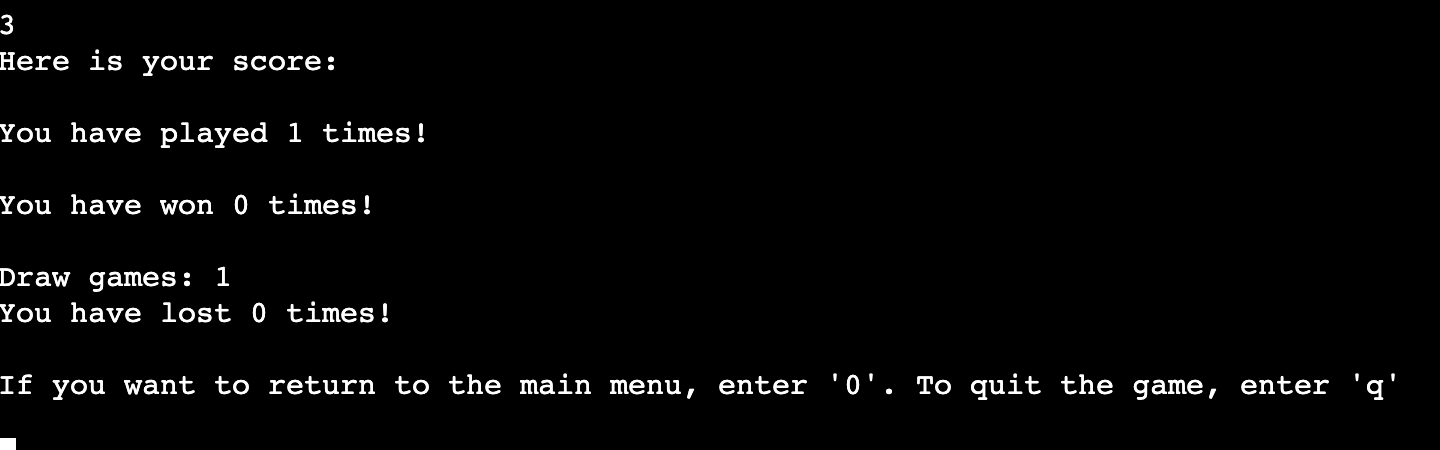 3
Here is your score:
You have played 1 times!
You have won 0 times!
Draw games: 1
You have lost 0 times!
If you want to return to the main menu, enter '0'. To quit the game, enter 'q'